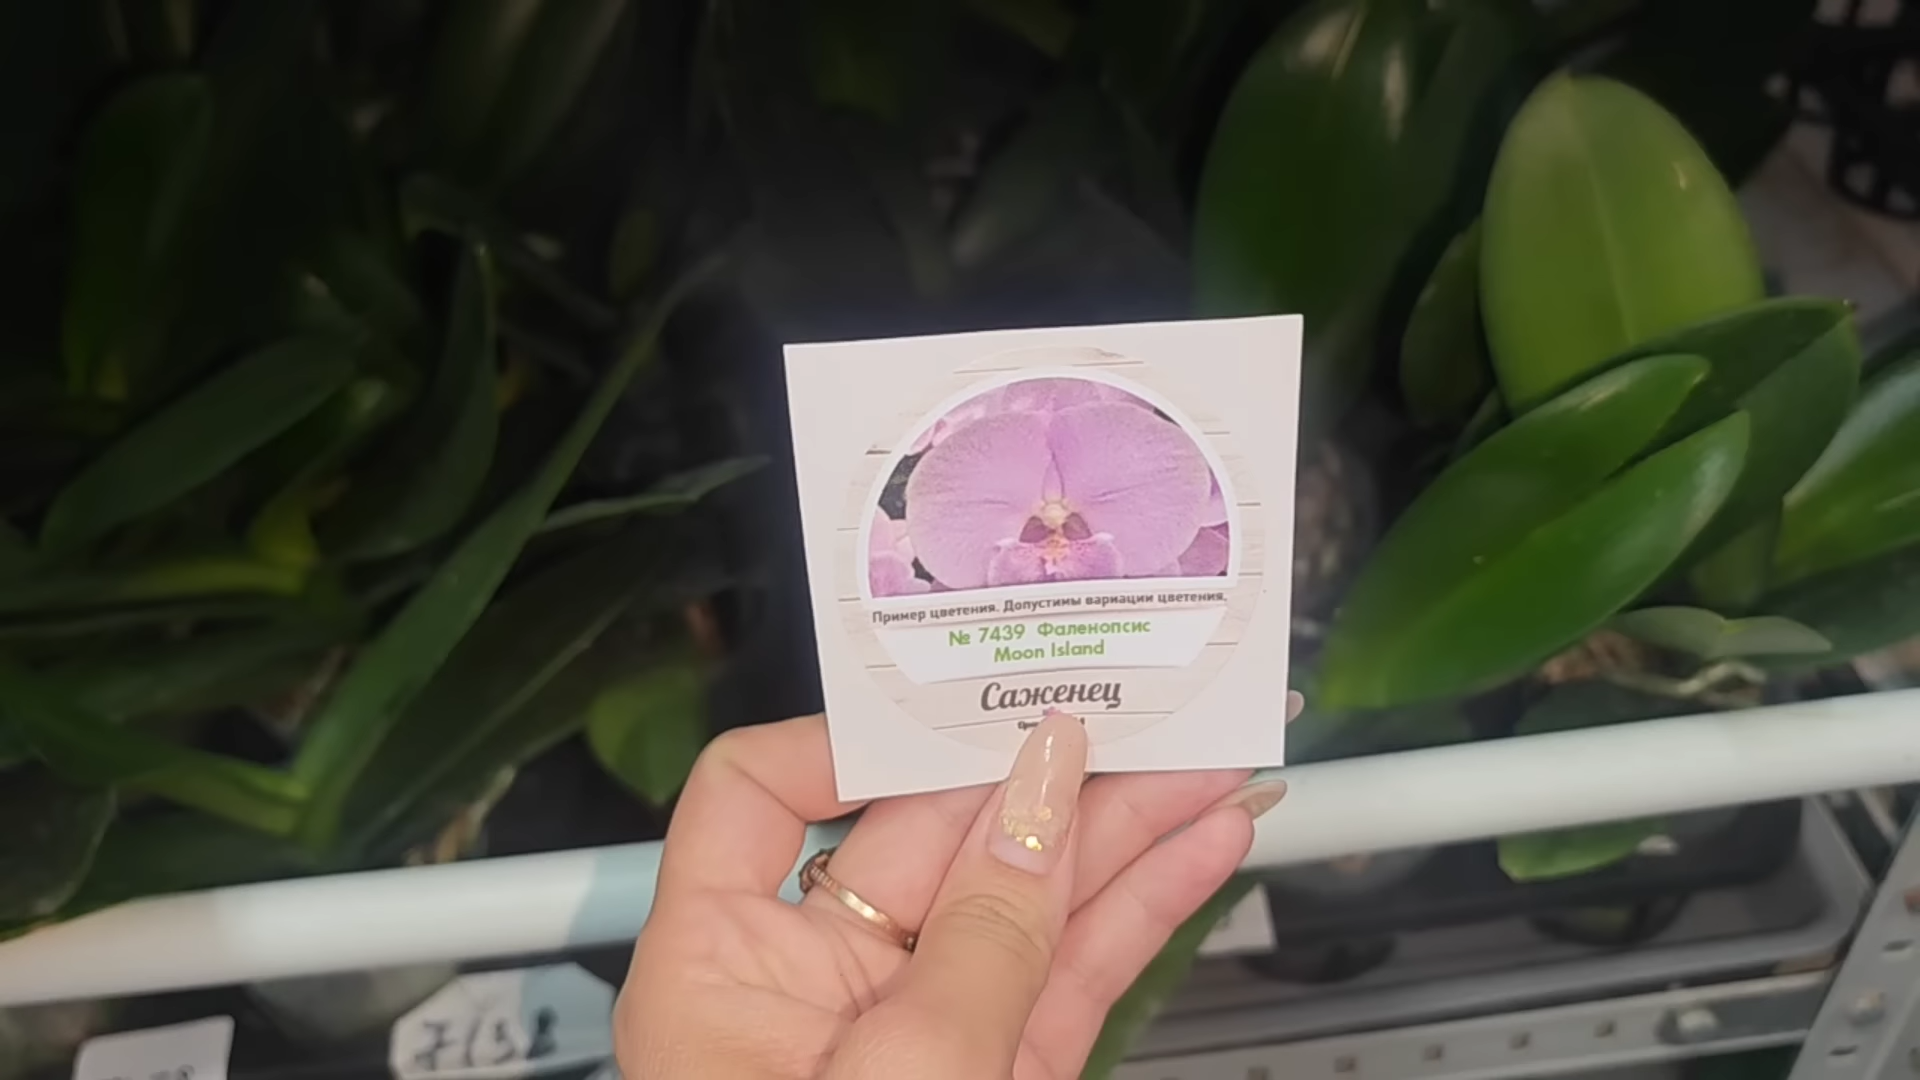 Пример цветения. Допустимы вариации цветения.
№ 7439 Фаленопсис
Moon Island
Саженец